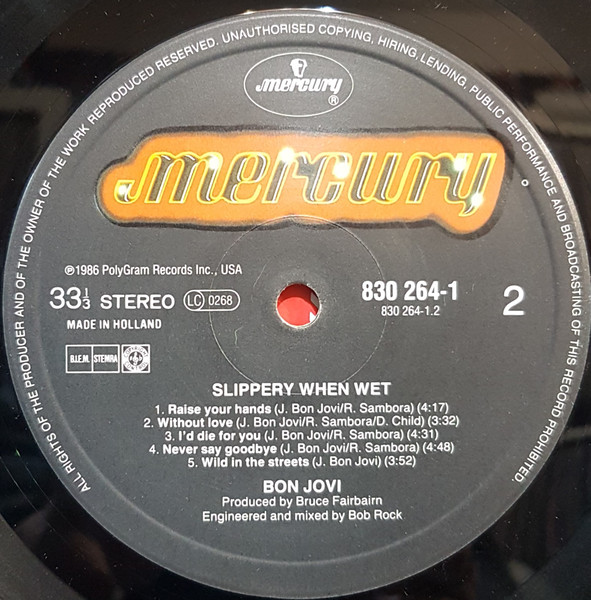 ALL RIGHTS OF THE PRODUCER AND OF THE OWNER OF THE WORK REPRODUCED RESERVED. UNAUTHORISED COPYING, HIRING, LENDING, PUBLIC PERFORMANCE AND BROADCASTING OF THIS RECORD PROHIBITED.
mercury
®
mercury
℗1986 PolyGram Records Inc., USA
33⅓ STEREO LC 0268
830 264-1
2
830 264-1.2
MADE IN HOLLAND
B.I.E.M. STEMRA
SLIPPERY WHEN WET
1. Raise your hands (J. Bon Jovi/R. Sambora) (4:17)
2. Without love (J. Bon Jovi/R. Sambora/D. Child) (3:32)
3. I'd die for you (J. Bon Jovi/R. Sambora) (4:31)
4. Never say goodbye (J. Bon Jovi/R. Sambora) (4:48)
5. Wild in the streets (J. Bon Jovi) (3:52)
BON JOVI
Produced by Bruce Fairbairn
Engineered and mixed by Bob Rock